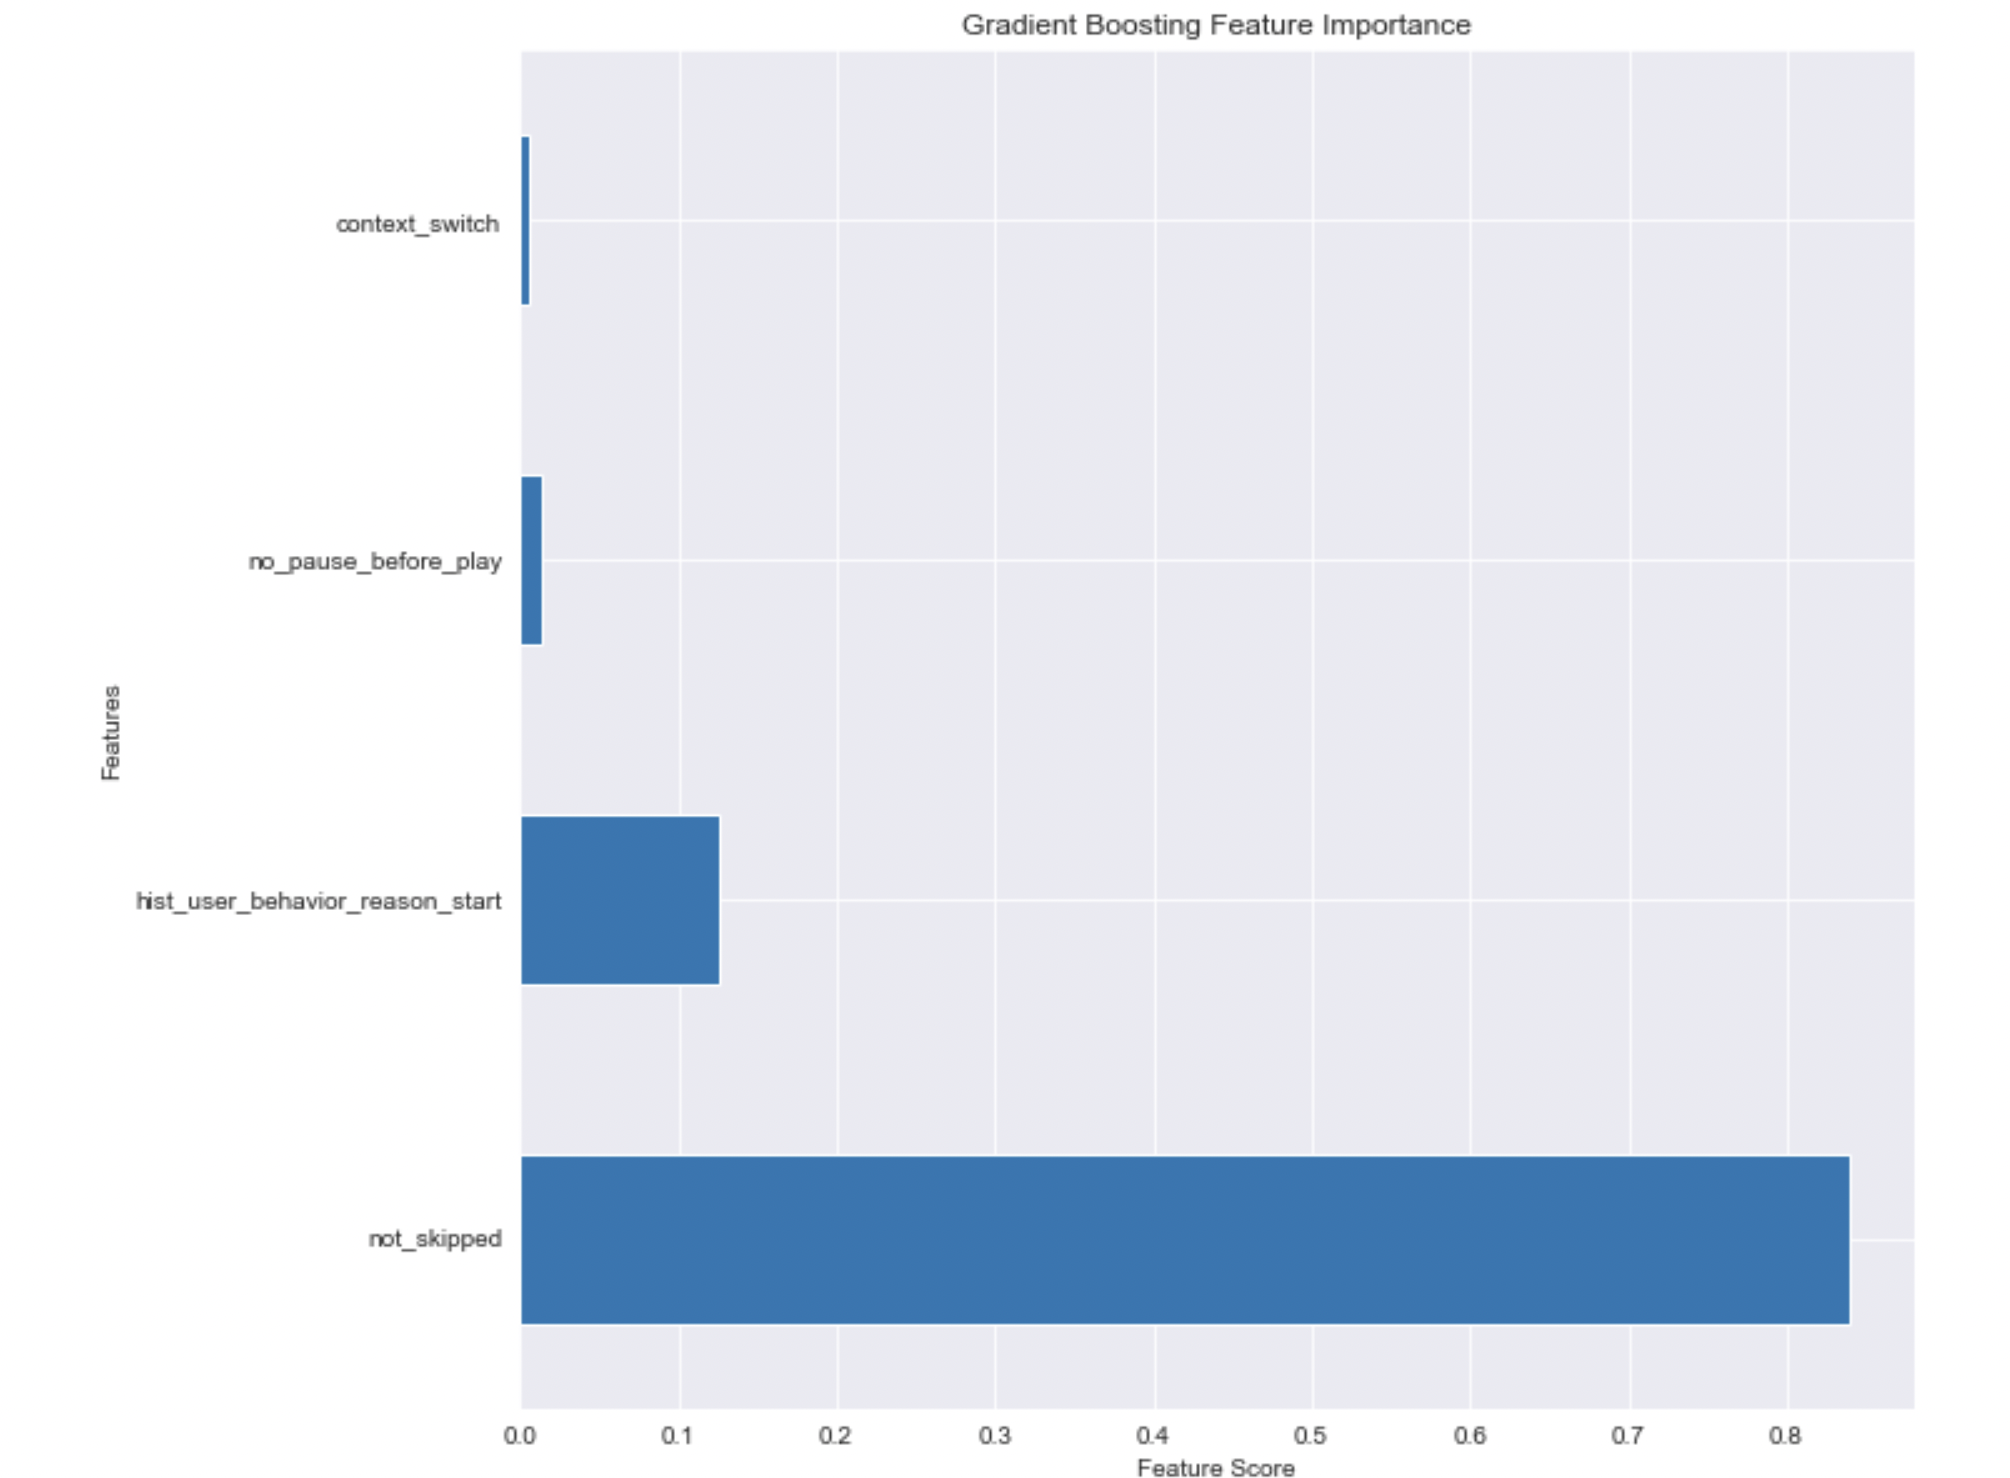 Gradient Boosting Feature Importance
context_switch
no_pause_before_play
Features
hist_user_behavior_reason_start
not_skipped
0.0 0.1 0.2 0.3 0.4 0.5 0.6 0.7 0.8
Feature Score